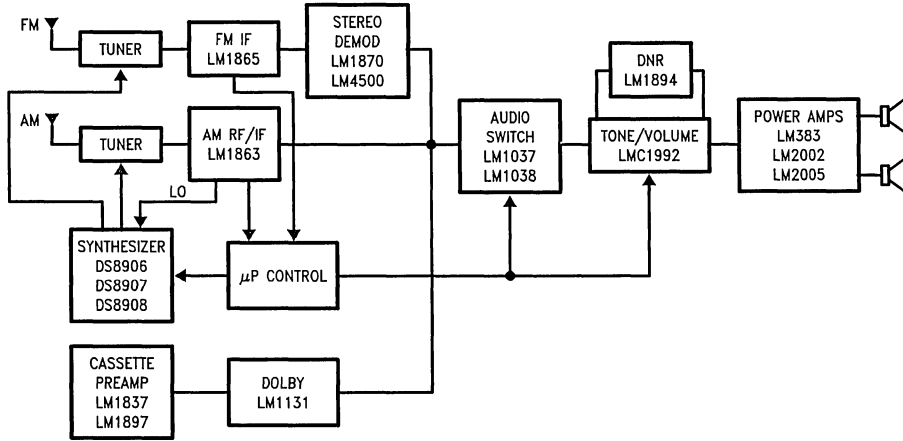 FM
TUNER
FM IF
LM1865
STEREO
DEMOD
LM1870
LM4500
DNR
LM1894
AM
TUNER
AM RF/IF
LM1863
AUDIO
SWITCH
LM1037
LM1038
TONE/VOLUME
LMC1992
POWER AMPS
LM383
LM2002
LM2005
LO
SYNTHESIZER
DS8906
DS8907
DS8908
μP CONTROL
CASSETTE
PREAMP
LM1837
LM1897
DOLBY
LM1131